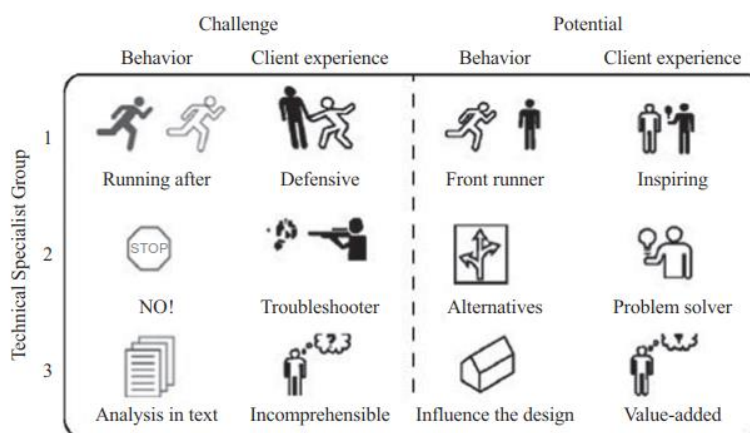 Challenge Potential
Behavior Client experience Behavior Client experience
Technical Specialist Group
1
Running after Defensive Front runner Inspiring
2
STOP
NO! Troubleshooter Alternatives Problem solver
3
?
Analysis in text Incomprehensible Influence the design Value-added